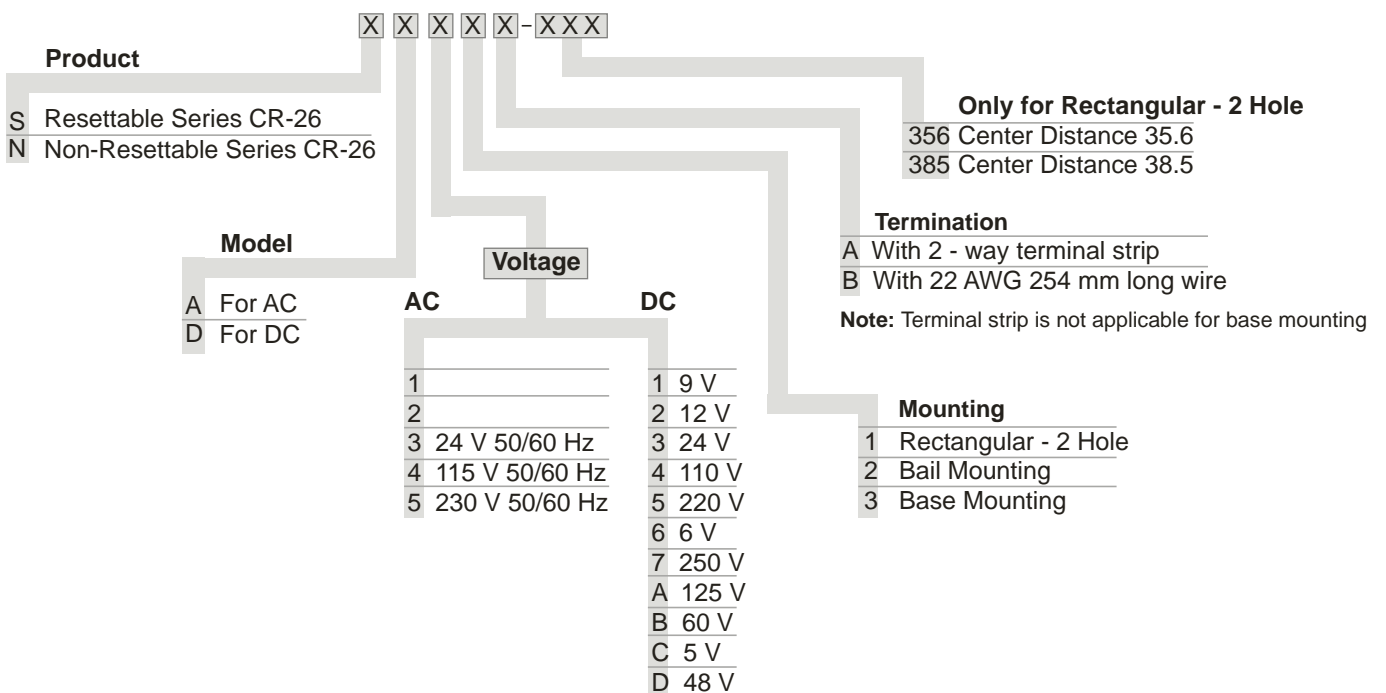 X X X X X - X X X
Product
S Resettable Series CR-26
N Non-Resettable Series CR-26
Only for Rectangular - 2 Hole
356 Center Distance 35.6
385 Center Distance 38.5
Termination
A With 2 - way terminal strip
B With 22 AWG 254 mm long wire
Note: Terminal strip is not applicable for base mounting
Model
A For AC
D For DC
Voltage
AC
1
2
3 24 V 50/60 Hz
4 115 V 50/60 Hz
5 230 V 50/60 Hz
DC
1 9 V
2 12 V
3 24 V
4 110 V
5 220 V
6 6 V
7 250 V
A 125 V
B 60 V
C 5 V
D 48 V
Mounting
1 Rectangular - 2 Hole
2 Bail Mounting
3 Base Mounting